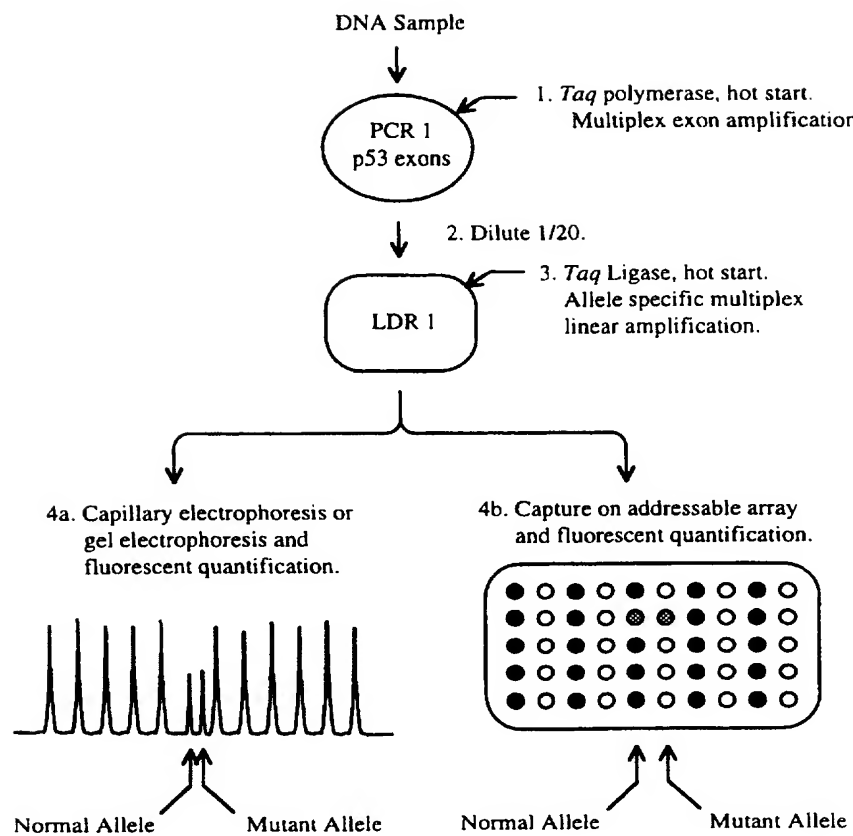 DNA Sample
1. Taq polymerase, hot start.
Multiplex exon amplification
PCR 1
p53 exons
2. Dilute 1/20.
3. Taq Ligase, hot start.
Allele specific multiplex
linear amplification.
LDR 1
4a. Capillary electrophoresis or
gel electrophoresis and
fluorescent quantification.
4b. Capture on addressable array
and fluorescent quantification.
Normal Allele
Mutant Allele
Normal Allele
Mutant Allele